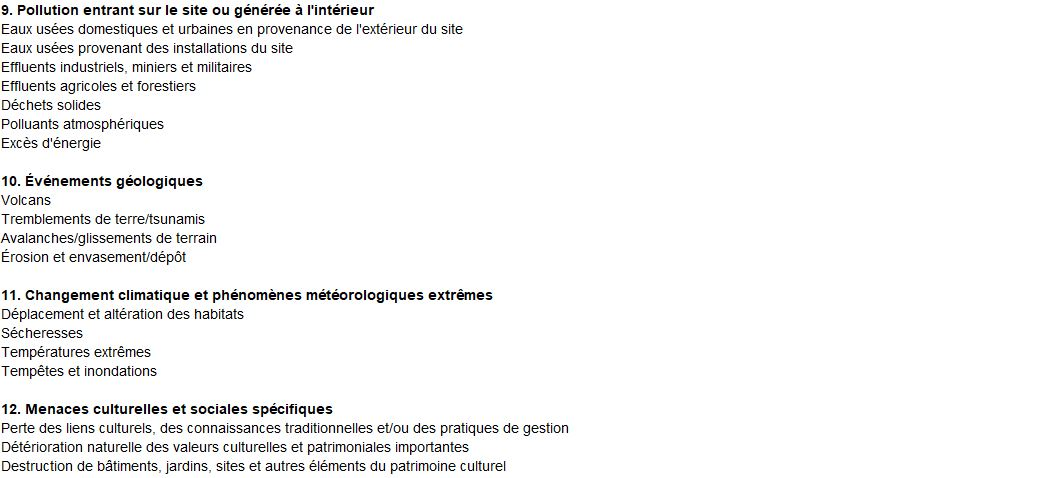 9. Pollution entrant sur le site ou générée à l'intérieur
Eaux usées domestiques et urbaines en provenance de l'extérieur du site
Eaux usées provenant des installations du site
Effluents industriels, miniers et militaires
Effluents agricoles et forestiers
Déchets solides
Polluants atmosphériques
Excès d'énergie
10. Événements géologiques
Volcans
Tremblements de terre/tsunamis
Avalanches/glissements de terrain
Érosion et envasement/dépôt
11. Changement climatique et phénomènes météorologiques extrêmes
Déplacement et altération des habitats
Sécheresses
Températures extrêmes
Tempêtes et inondations
12. Menaces culturelles et sociales spécifiques
Perte des liens culturels, des connaissances traditionnelles et/ou des pratiques de gestion
Détérioration naturelle des valeurs culturelles et patrimoniales importantes
Destruction de bâtiments, jardins, sites et autres éléments du patrimoine culturel